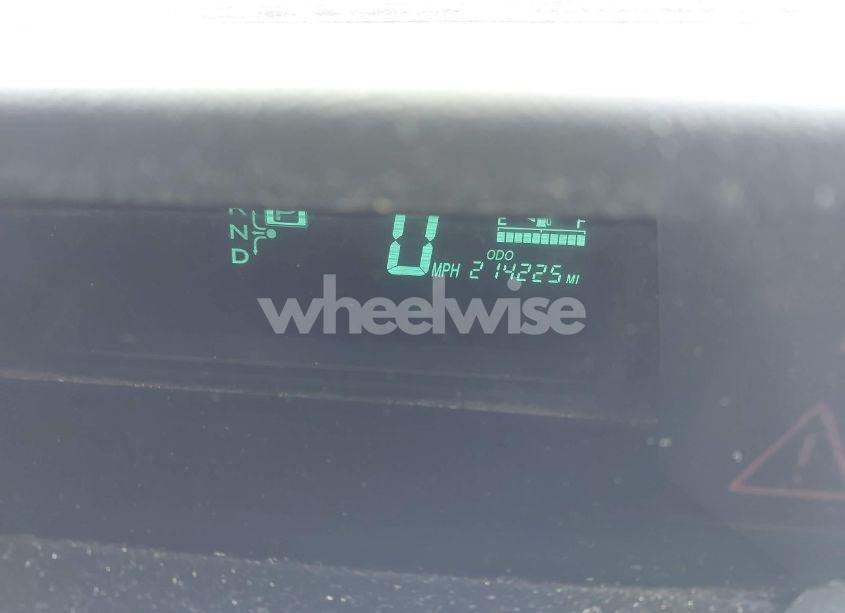 R
P
N
D
0 MPH
E F
ODO
214225 MI
wheelwise